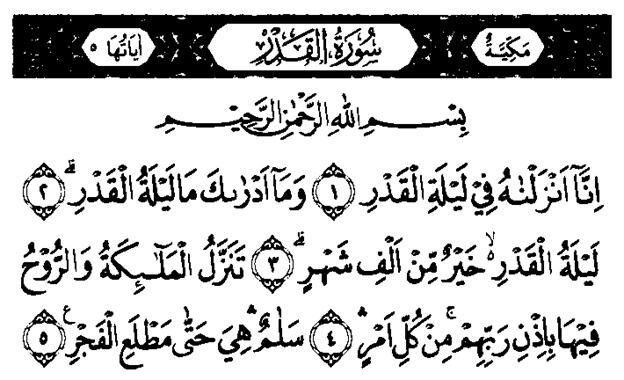 مَكِّيَّةٌ سُوْرَةُ الْقَدْرِ اٰيَاتُهَا ٥
بِسْمِ اللّٰهِ الرَّحْمٰنِ الرَّحِيْمِ
اِنَّآ اَنْزَلْنٰهُ فِيْ لَيْلَةِ الْقَدْرِ ١ وَمَآ اَدْرٰىكَ مَا لَيْلَةُ الْقَدْرِۗ ٢
لَيْلَةُ الْقَدْرِ ەۙ خَيْرٌ مِّنْ اَلْفِ شَهْرٍۗ ٣ تَنَزَّلُ الْمَلٰۤىِٕكَةُ وَالرُّوْحُ
فِيْهَا بِاِذْنِ رَبِّهِمْۚ مِنْ كُلِّ اَمْرٍۛ ٤ سَلٰمٌۛ هِيَ حَتّٰى مَطْلَعِ الْفَجْرِࣖ ٥